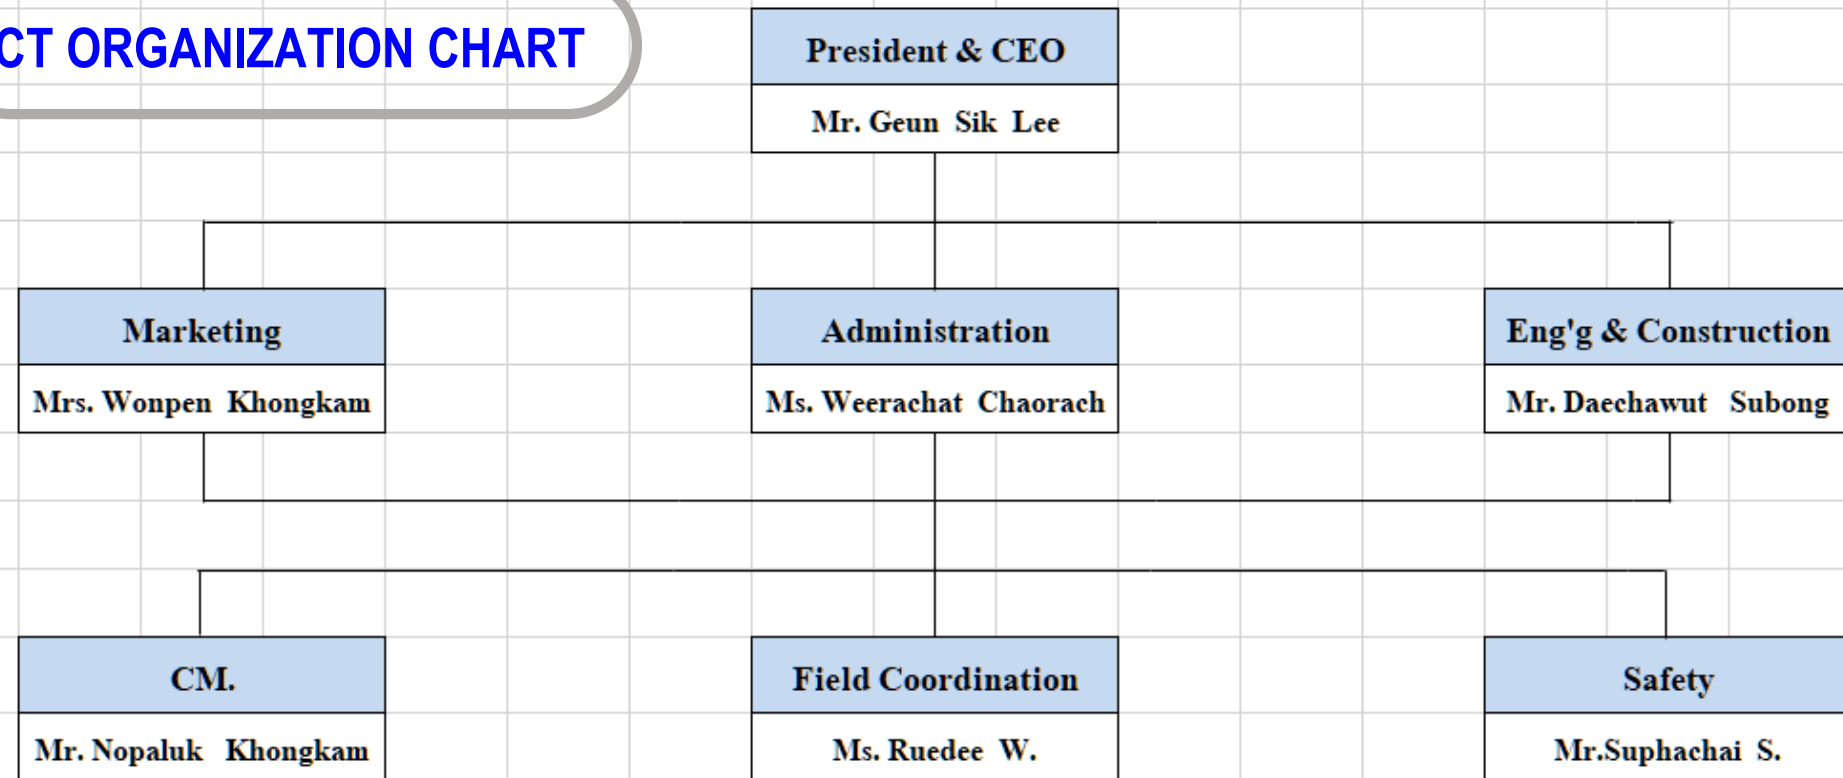 CT ORGANIZATION CHART
President & CEO
Mr. Geun Sik Lee
Marketing
Administration
Eng'g & Construction
Mrs. Wonpen Khongkam
Ms. Weerachat Chaorach
Mr. Daechawut Subong
CM.
Field Coordination
Safety
Mr. Nopaluk Khongkam
Ms. Ruedee W.
Mr.Suphachai S.